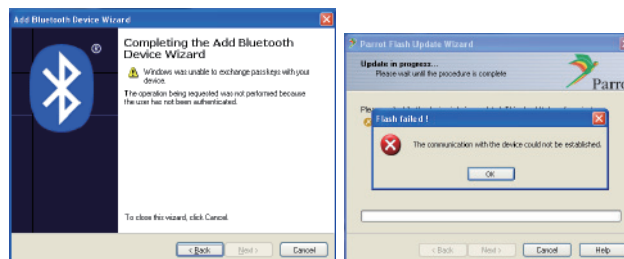 Add Bluetooth Device Wizard
Completing the Add Bluetooth
Device Wizard
Windows was unable to exchange passkeys with your
device.
The operation being requested was not performed because
the user has not been authenticated.
To close this wizard, click Cancel.
< Back
Next >
Cancel
Parrot Flash Update Wizard
Update in progress...
Please wait until the procedure is complete
Parro
Flash failed !
The communication with the device could not be established.
OK
< Back
Next >
Cancel
Help